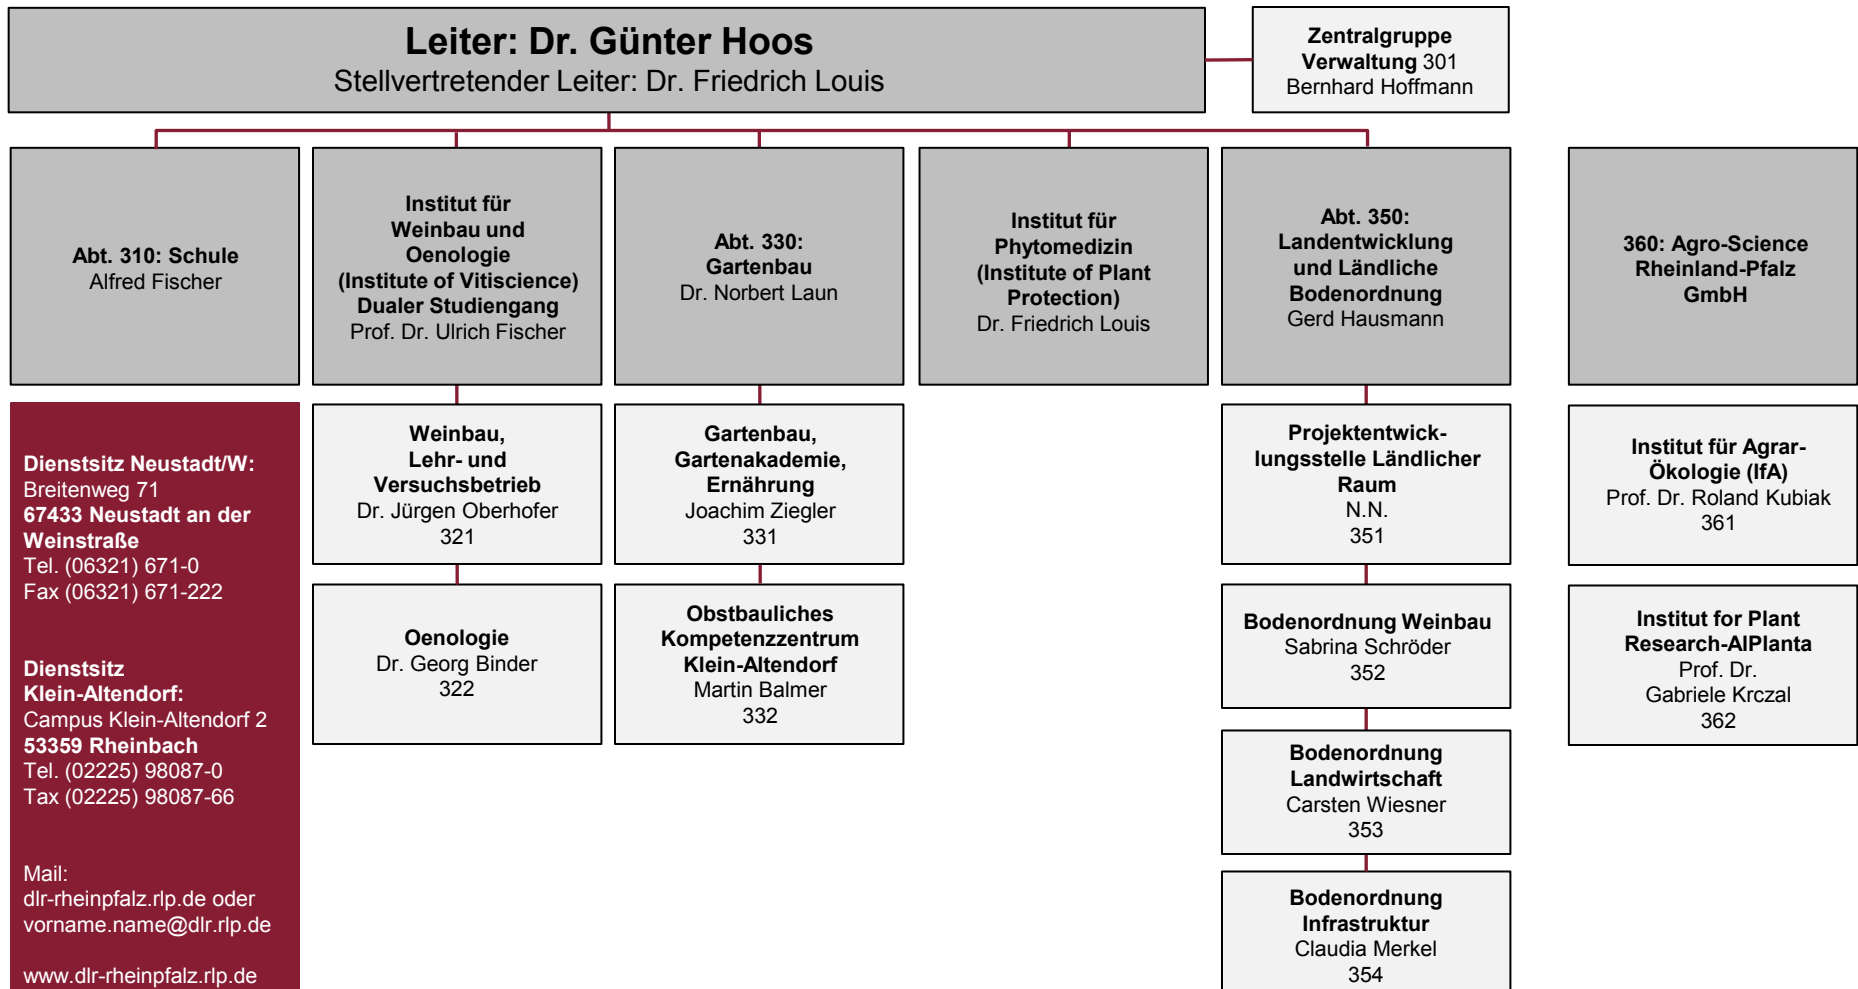 Leiter: Dr. Günter Hoos
Stellvertretender Leiter: Dr. Friedrich Louis
Zentralgruppe
Verwaltung 301
Bernhard Hoffmann
Abt. 310: Schule
Alfred Fischer
Institut für
Weinbau und
Oenologie
(Institute of Vitiscience)
Dualer Studiengang
Prof. Dr. Ulrich Fischer
Abt. 330:
Gartenbau
Dr. Norbert Laun
Institut für
Phytomedizin
(Institute of Plant
Protection)
Dr. Friedrich Louis
Abt. 350:
Landentwicklung
und Ländliche
Bodenordnung
Gerd Hausmann
360: Agro-Science
Rheinland-Pfalz
GmbH
Dienstsitz Neustadt/W:
Breitenweg 71
67433 Neustadt an der
Weinstraße
Tel. (06321) 671-0
Fax (06321) 671-222
Dienstsitz
Klein-Altendorf:
Campus Klein-Altendorf 2
53359 Rheinbach
Tel. (02225) 98087-0
Tax (02225) 98087-66
Mail:
dlr-rheinpfalz.rlp.de oder
vorname.name@dlr.rlp.de
www.dlr-rheinpfalz.rlp.de
Weinbau,
Lehr- und
Versuchsbetrieb
Dr. Jürgen Oberhofer
321
Oenologie
Dr. Georg Binder
322
Gartenbau,
Gartenakademie,
Ernährung
Joachim Ziegler
331
Obstbauliches
Kompetenzzentrum
Klein-Altendorf
Martin Balmer
332
Projektentwick-
lungsstelle Ländlicher
Raum
N.N.
351
Bodenordnung Weinbau
Sabrina Schröder
352
Bodenordnung
Landwirtschaft
Carsten Wiesner
353
Bodenordnung
Infrastruktur
Claudia Merkel
354
Institut für Agrar-
Ökologie (IfA)
Prof. Dr. Roland Kubiak
361
Institut for Plant
Research-AlPlanta
Prof. Dr.
Gabriele Krczal
362